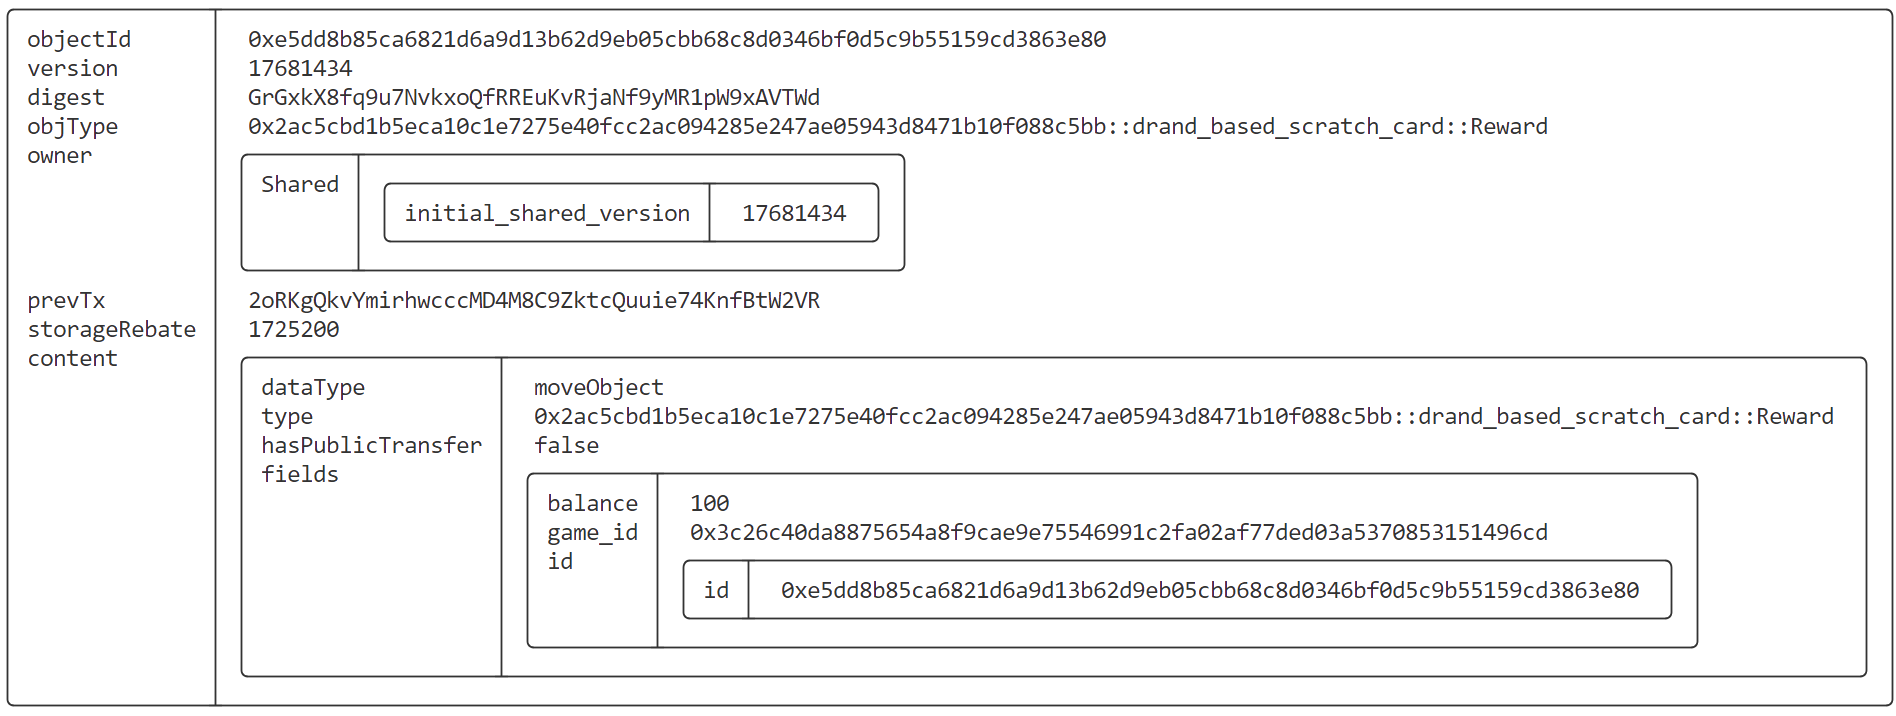 objectId 0xe5dd8b85ca6821d6a9d13b62d9eb05cbb68c8d0346bf0d5c9b55159cd3863e80
version 17681434
digest GrGxkX8fq9u7NvkxoQfRREuKvRjaNf9yMR1pW9xAVTWd
objType 0x2ac5cbd1b5eca10c1e7275e40fcc2ac094285e247ae05943d8471b10f088c5bb::drand_based_scratch_card::Reward
owner
Shared
initial_shared_version 17681434
prevTx 2oRKgQkvYmirhwcccMD4M8C9ZktcQuuie74KnfBtW2VR
storageRebate 1725200
content
dataType moveObject
type 0x2ac5cbd1b5eca10c1e7275e40fcc2ac094285e247ae05943d8471b10f088c5bb::drand_based_scratch_card::Reward
hasPublicTransfer false
fields
balance 100
game_id 0x3c26c40da8875654a8f9cae9e75546991c2fa02af77ded03a5370853151496cd
id
id 0xe5dd8b85ca6821d6a9d13b62d9eb05cbb68c8d0346bf0d5c9b55159cd3863e80